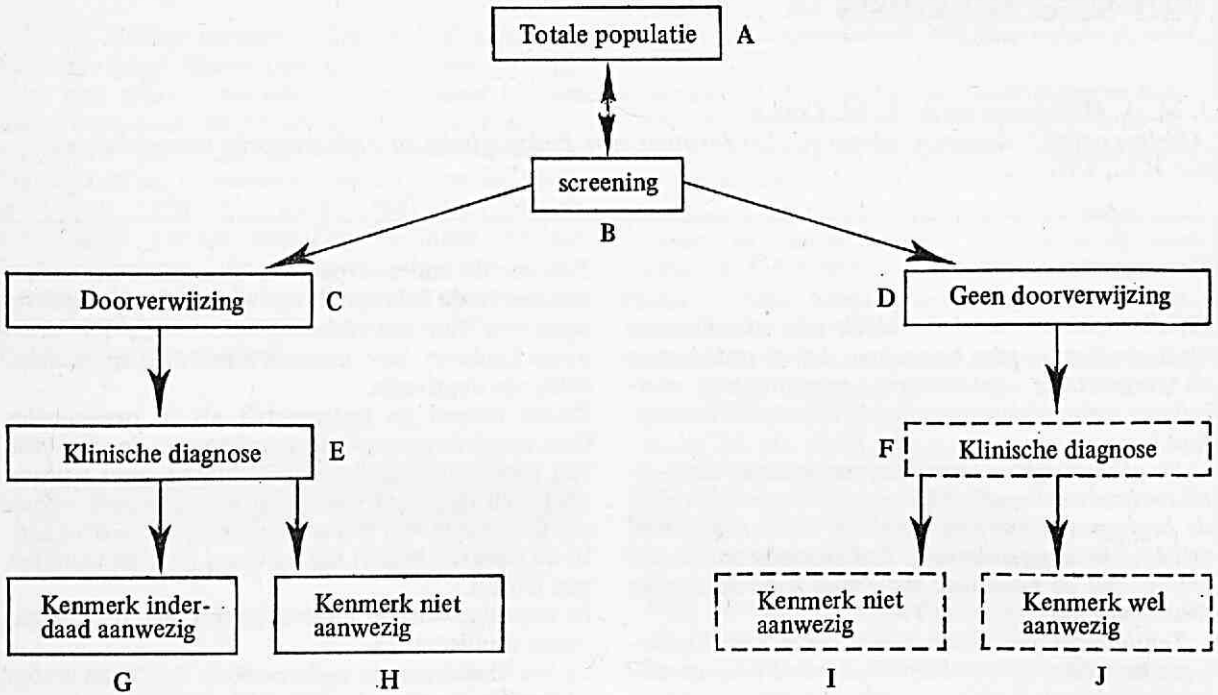 Totale populatie A
screening
B
Doorverwijzing C
D Geen doorverwijzing
Klinische diagnose E
F Klinische diagnose
Kenmerk inder-
daad aanwezig
Kenmerk niet
aanwezig
Kenmerk niet
aanwezig
Kenmerk wel
aanwezig
G H I J